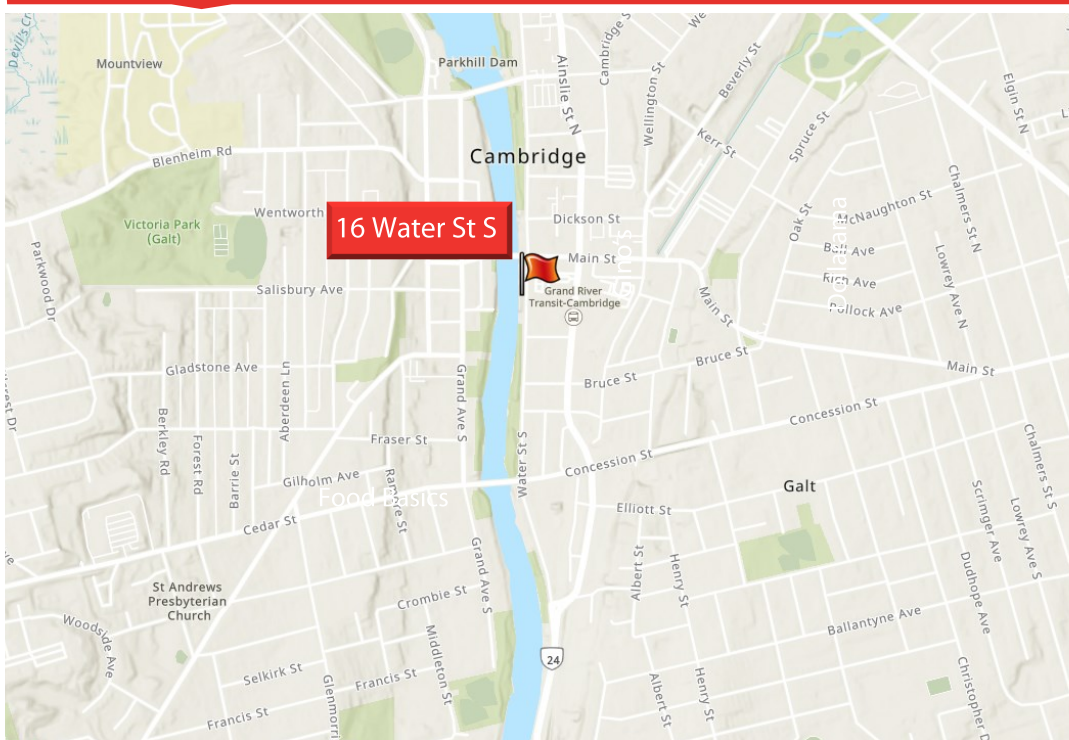 Devil's Cr
Mountview
Parkhill Dam
Ainslie St N
Cambridge S
Wellington St
Beverly St
Kerr St
Spruce St
Elgin St N
Blenheim Rd
Cambridge
Wentworth
Victoria Park
(Galt)
16 Water St S
Dickson St
Main St
Oak St
McNaughton St
Chalmers St N
Ball Ave
Rich Ave
Pollock Ave
Lowrey Ave N
Parkwood Dr
Salisbury Ave
Grand River
Transit-Cambridge
Main St
Bruce St
Bruce St
Main St
Gladstone Ave
Aberdeen Ln
Grand Ave S
Concession St
Berkley Rd
Forest Rd
Barrie St
Fraser St
Water St S
Concession St
Chalmers St S
Gilholm Ave
Food Basics
Cedar St
Galt
Elliott St
Scrimger Ave
Lowrey Ave S
Albert St
Henry St
Dudhope Ave
St Andrews
Presbyterian
Church
Grand Ave S
Crombie St
Woodside Ave
Middleton St
Ballantyne Ave
24
Selkirk St
Francis St
Glenmorri
Francis St
Albert St
Henry St
Christopher D